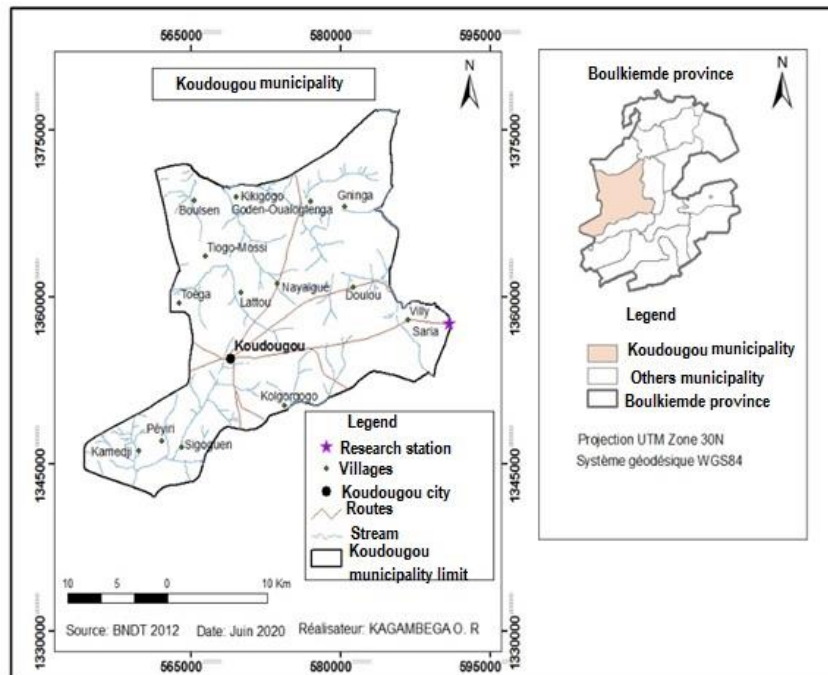 565000 580000 595000
Koudougou municipality
N
1375000
1360000
1345000
1330000
Kikigogo
Gninga
Boulsen
Goden-Oualogtenga
Tiogo-Mossi
Nayalgué
Toéga
Lattou
Doulou
Villy
Saria
Koudougou
Kolgorgogo
Péyiri
Kamedji
Sigoguen
Legend
Research station
Villages
Koudougou city
Routes
Stream
Koudougou
municipality limit
10 5 0 10 Km
Source: BNDT 2012 Date: Juin 2020 Réalisateur: KAGAMBEGA O. R
565000 580000 595000
1375000
1360000
1345000
1330000
Boulkiemde province
N
Legend
Koudougou municipality
Others municipality
Boulkiemde province
Projection UTM Zone 30N
Système géodésique WGS84